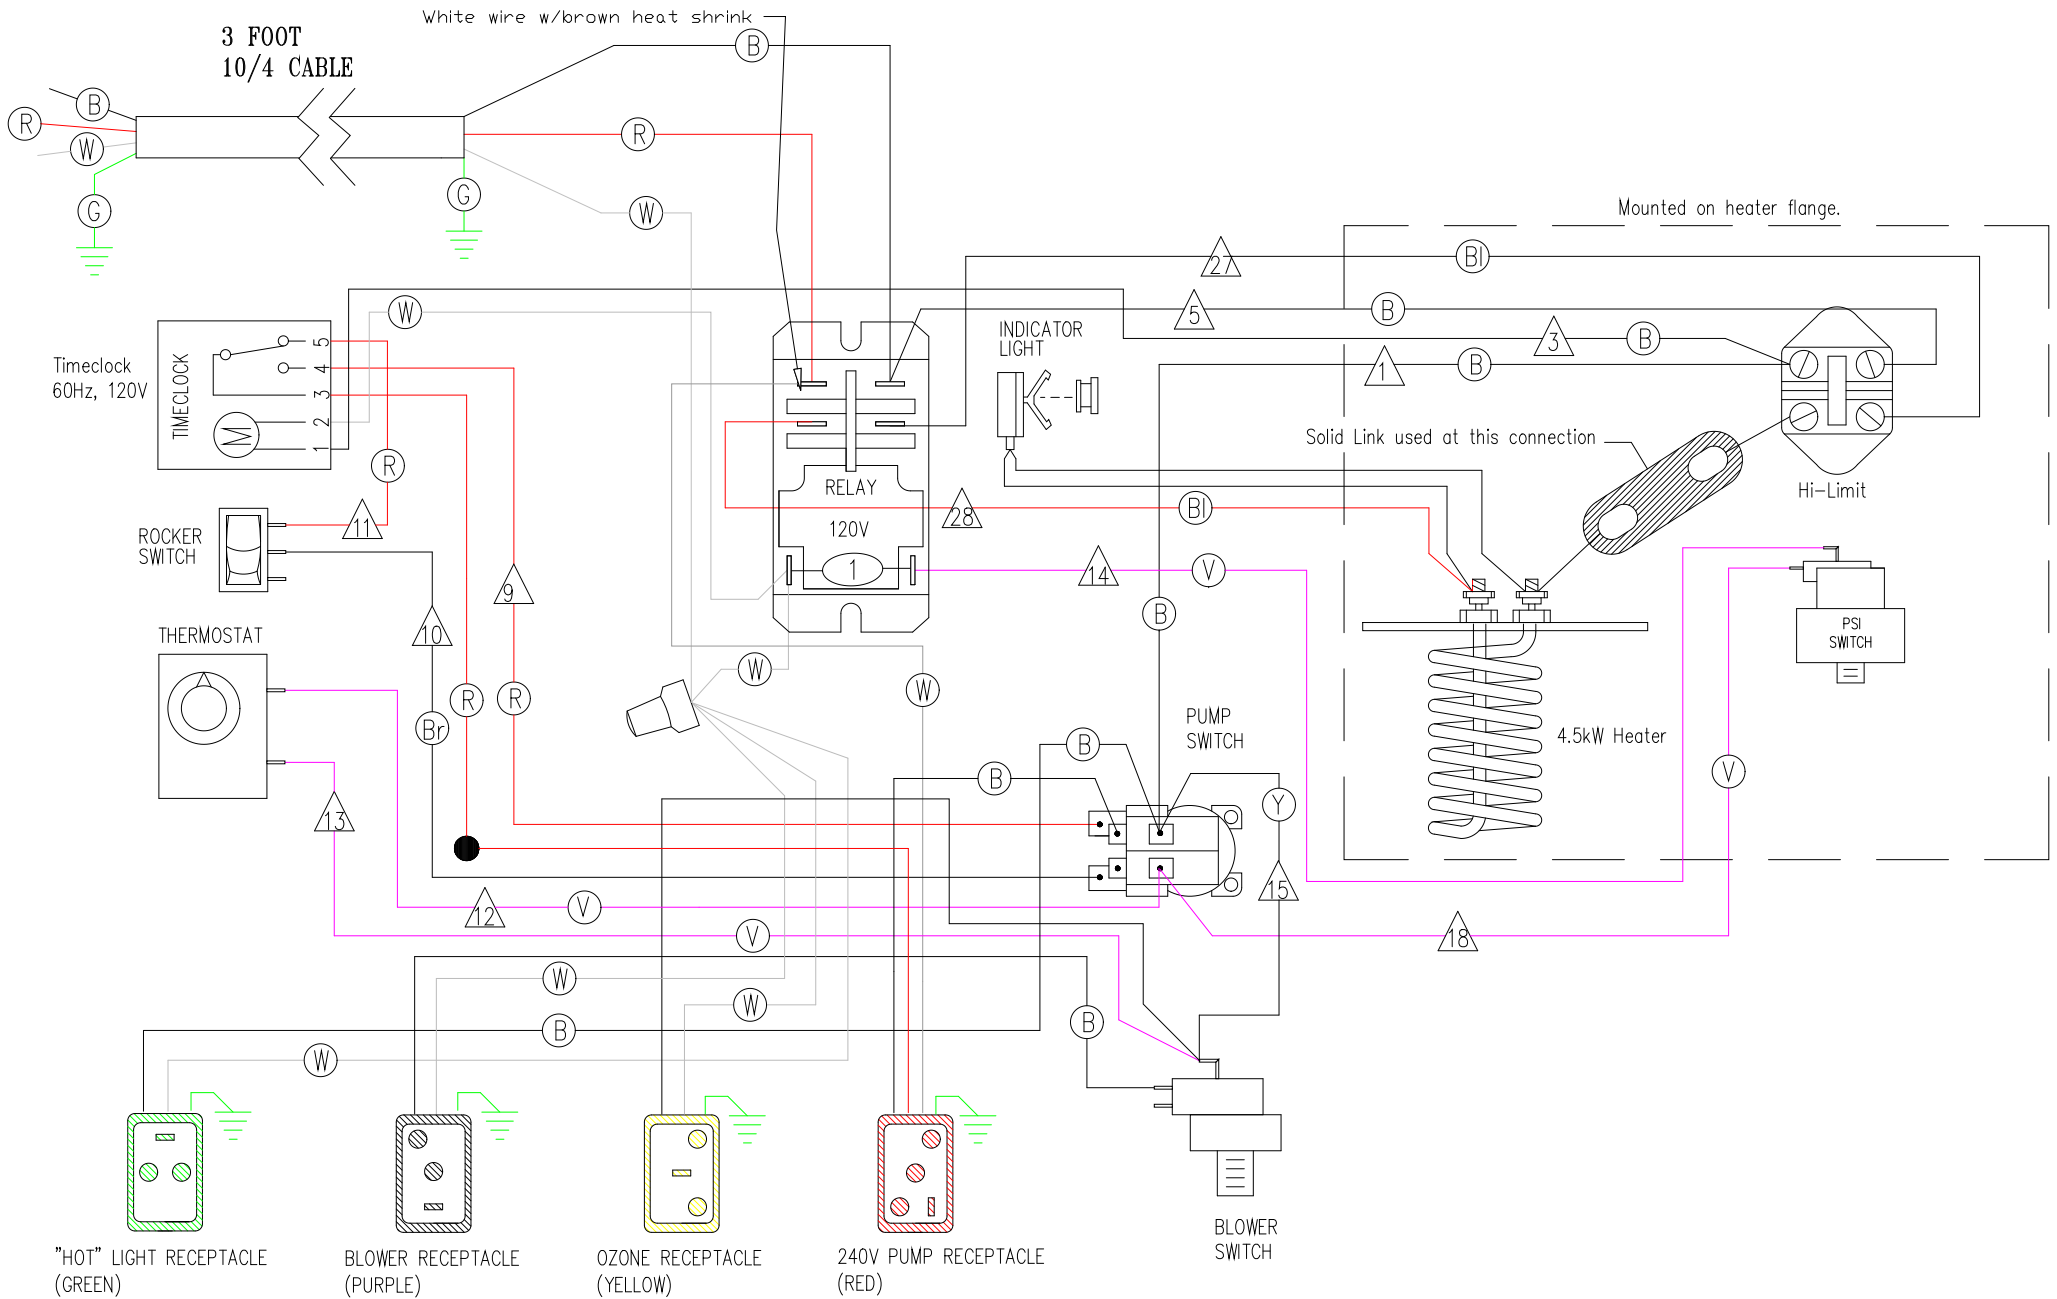 White wire w/brown heat shrink
3 FOOT
10/4 CABLE
B
B
R
W
R
G
G
W
Mounted on heater flange.
27
Bl
W
5
B
INDICATOR
LIGHT
3
B
1
B
Timeclock
60Hz, 120V
TIMECLOCK
5
4
3
2
1
M
R
Solid Link used at this connection
Hi-Limit
RELAY
120V
1
28
Bl
11
ROCKER
SWITCH
9
14
V
10
B
THERMOSTAT
PSI
SWITCH
W
W
R
R
Br
PUMP
SWITCH
4.5kW Heater
B
B
V
Y
13
15
12
V
V
18
W
W
B
B
W
"HOT" LIGHT RECEPTACLE
(GREEN)
BLOWER RECEPTACLE
(PURPLE)
OZONE RECEPTACLE
(YELLOW)
240V PUMP RECEPTACLE
(RED)
BLOWER
SWITCH